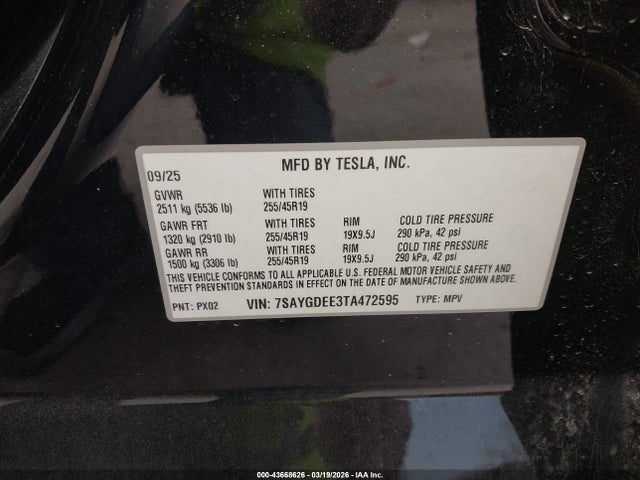 MFD BY TESLA, INC.
09/25
GVWR WITH TIRES
2511 kg (5536 lb) 255/45R19
GAWR FRT WITH TIRES RIM COLD TIRE PRESSURE
1320 kg (2910 lb) 255/45R19 19X9.5J 290 kPa, 42 psi
GAWR RR WITH TIRES RIM COLD TIRE PRESSURE
1500 kg (3306 lb) 255/45R19 19X9.5J 290 kPa, 42 psi
THIS VEHICLE CONFORMS TO ALL APPLICABLE U.S. FEDERAL MOTOR VEHICLE SAFETY AND
THEFT PREVENTION STANDARDS IN EFFECT ON THE DATE OF MANUFACTURE SHOWN ABOVE.
PNT: PX02 VIN: 7SAYGDEE3TA472595 TYPE: MPV
000-43668626 - 03/19/2026 - IAA Inc.